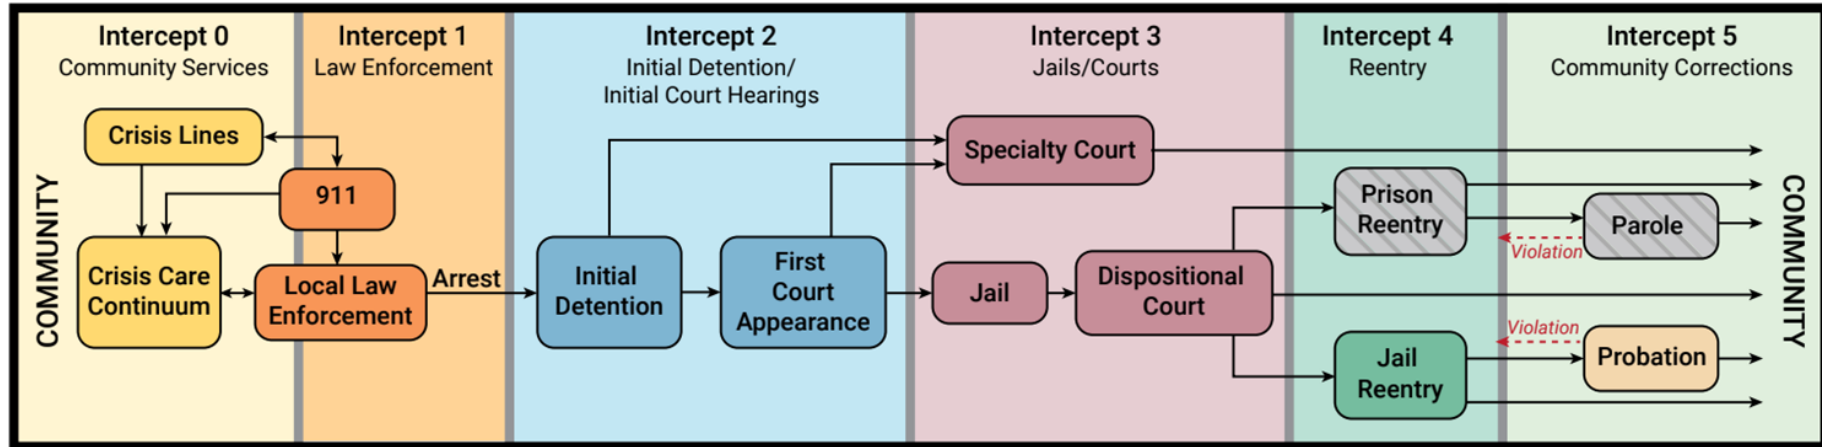 Intercept 0
Community Services
Intercept 1
Law Enforcement
Intercept 2
Initial Detention/
Initial Court Hearings
Intercept 3
Jails/Courts
Intercept 4
Reentry
Intercept 5
Community Corrections
COMMUNITY
Crisis Lines
911
Crisis Care
Continuum
Local Law
Enforcement
Arrest
Initial
Detention
First
Court
Appearance
Specialty Court
Jail
Dispositional
Court
Prison
Reentry
Parole
Violation
Jail
Reentry
Violation
Probation
COMMUNITY